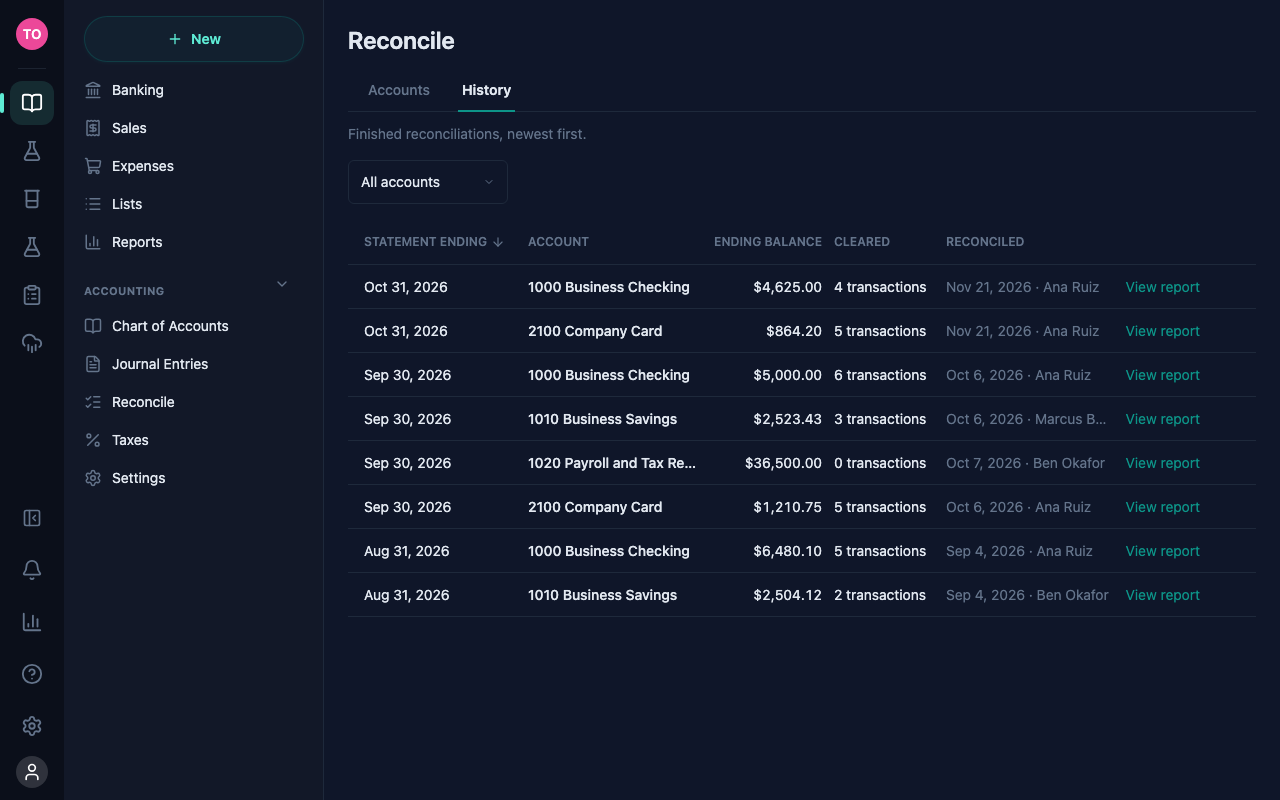 TO
New
Banking
Sales
Expenses
Lists
Reports
ACCOUNTING
Chart of Accounts
Journal Entries
Reconcile
Taxes
Settings
Reconcile
Accounts History
Finished reconciliations, newest first.
All accounts
STATEMENT ENDING ACCOUNT ENDING BALANCE CLEARED RECONCILED
Oct 31, 2026 1000 Business Checking $4,625.00 4 transactions Nov 21, 2026 · Ana Ruiz View report
Oct 31, 2026 2100 Company Card $864.20 5 transactions Nov 21, 2026 · Ana Ruiz View report
Sep 30, 2026 1000 Business Checking $5,000.00 6 transactions Oct 6, 2026 · Ana Ruiz View report
Sep 30, 2026 1010 Business Savings $2,523.43 3 transactions Oct 6, 2026 · Marcus B... View report
Sep 30, 2026 1020 Payroll and Tax Re... $36,500.00 0 transactions Oct 7, 2026 · Ben Okafor View report
Sep 30, 2026 2100 Company Card $1,210.75 5 transactions Oct 6, 2026 · Ana Ruiz View report
Aug 31, 2026 1000 Business Checking $6,480.10 5 transactions Sep 4, 2026 · Ana Ruiz View report
Aug 31, 2026 1010 Business Savings $2,504.12 2 transactions Sep 4, 2026 · Ben Okafor View report